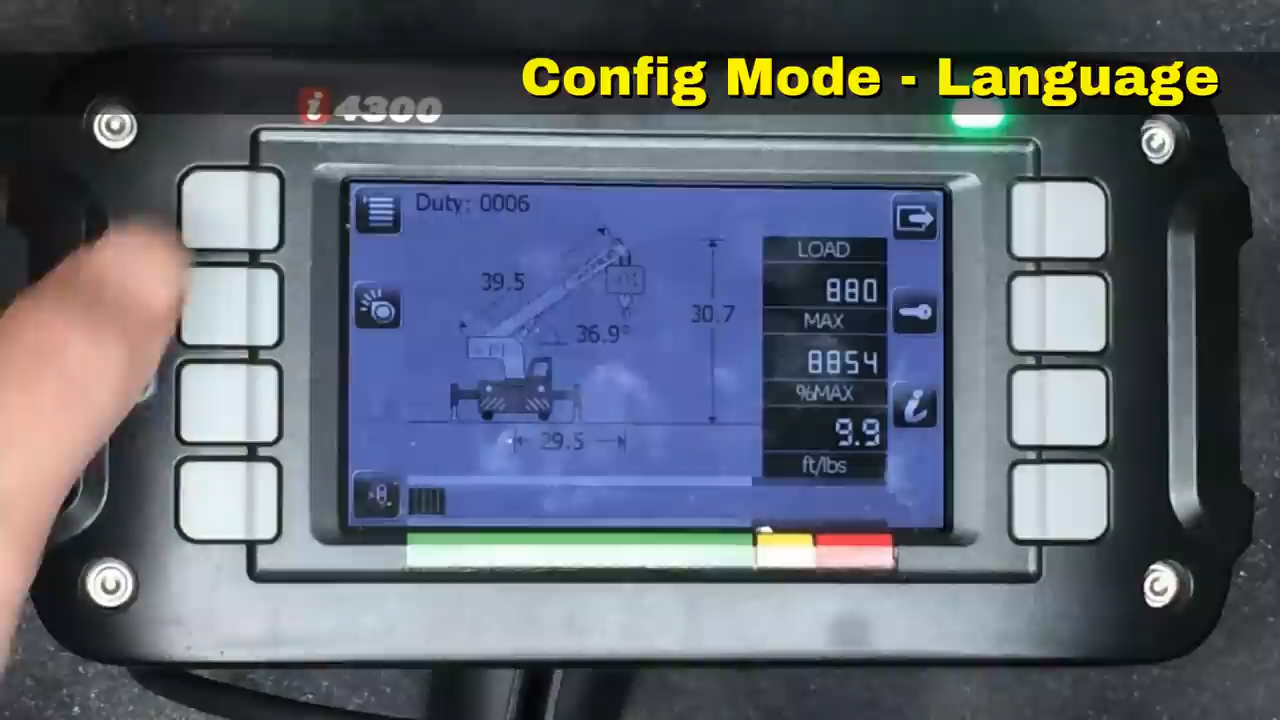 Config Mode - Language
i 4300
Duty: 0006
LOAD
39.5
880
30.7
MAX
36.9°
8854
%MAX
9.9
29.5
ft/lbs